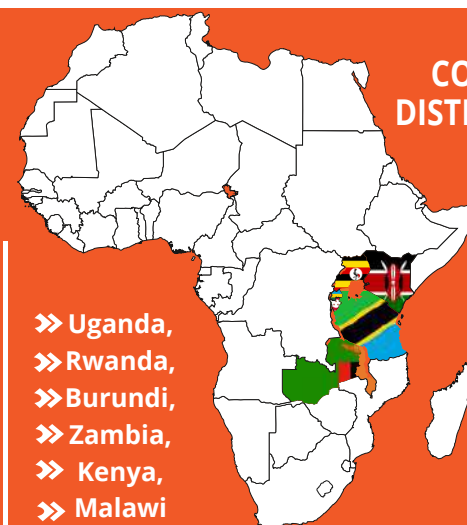 CO
DISTI
Uganda,
Rwanda,
Burundi,
Zambia,
Kenya,
Malawi